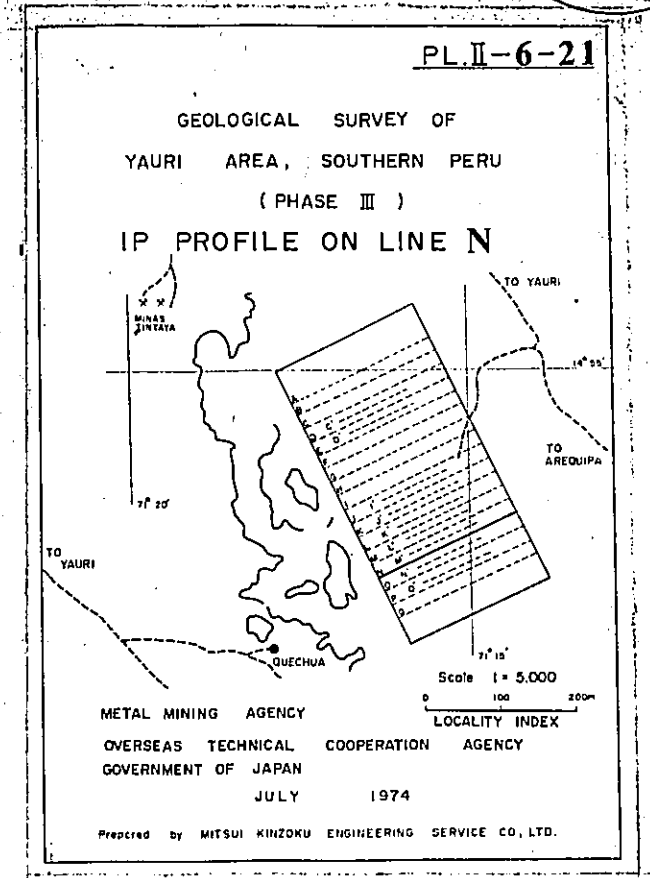 PL.II-6-21
GEOLOGICAL SURVEY OF
YAURI AREA, SOUTHERN PERU
( PHASE III )
IP PROFILE ON LINE N
TO YAURI
MINAS
TINTAYA
14° 55'
TO
AREQUIPA
71° 20'
TO
YAURI
QUECHUA
71° 15'
Scale 1 = 5.000
0 100 200m
LOCALITY INDEX
METAL MINING AGENCY
OVERSEAS TECHNICAL COOPERATION AGENCY
GOVERNMENT OF JAPAN
JULY 1974
Prepared by MITSUI KINZOKU ENGINEERING SERVICE CO, LTD.